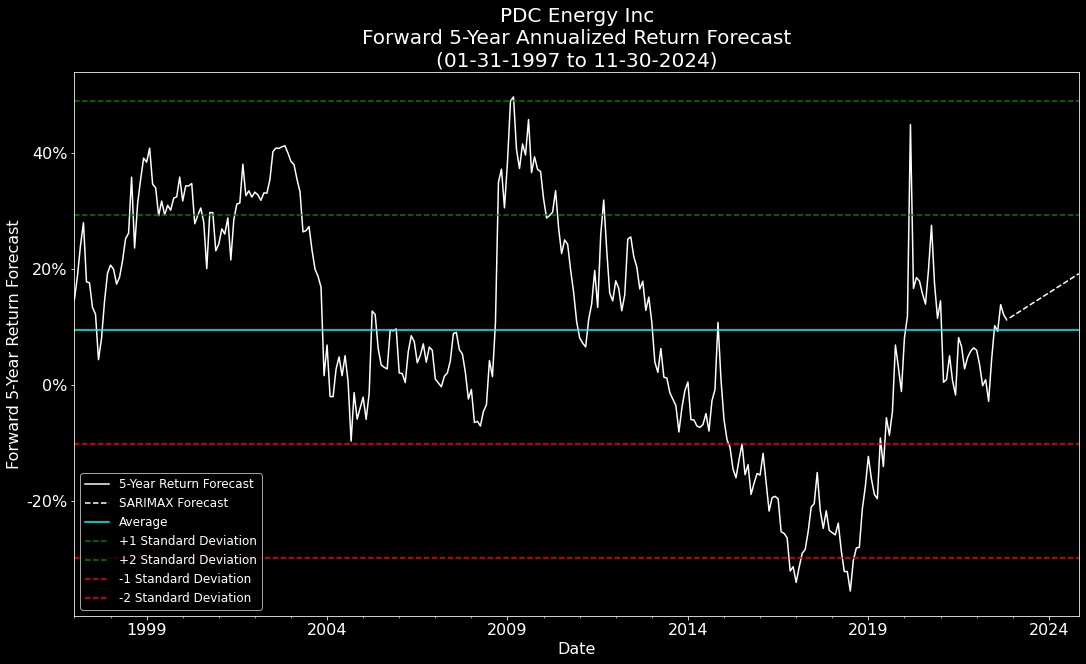 PDC Energy Inc
Forward 5-Year Annualized Return Forecast
(01-31-1997 to 11-30-2024)
Forward 5-Year Return Forecast
40%
20%
0%
-20%
5-Year Return Forecast
SARIMAX Forecast
Average
+1 Standard Deviation
+2 Standard Deviation
-1 Standard Deviation
-2 Standard Deviation
1999
2004
2009
2014
2019
2024
Date